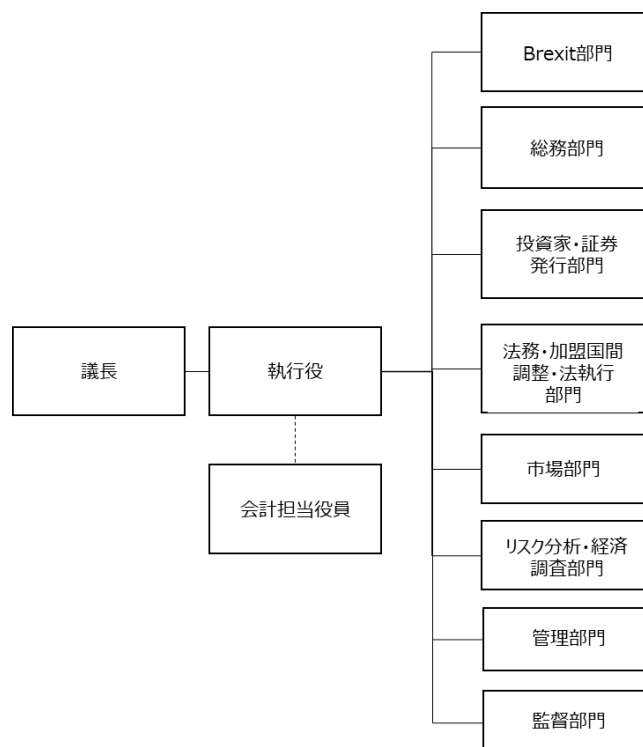 Brexit部門
総務部門
投資家・証券
発行部門
議長
執行役
法務・加盟国間
調整・法執行
部門
会計担当役員
市場部門
リスク分析・経済
調査部門
管理部門
監督部門